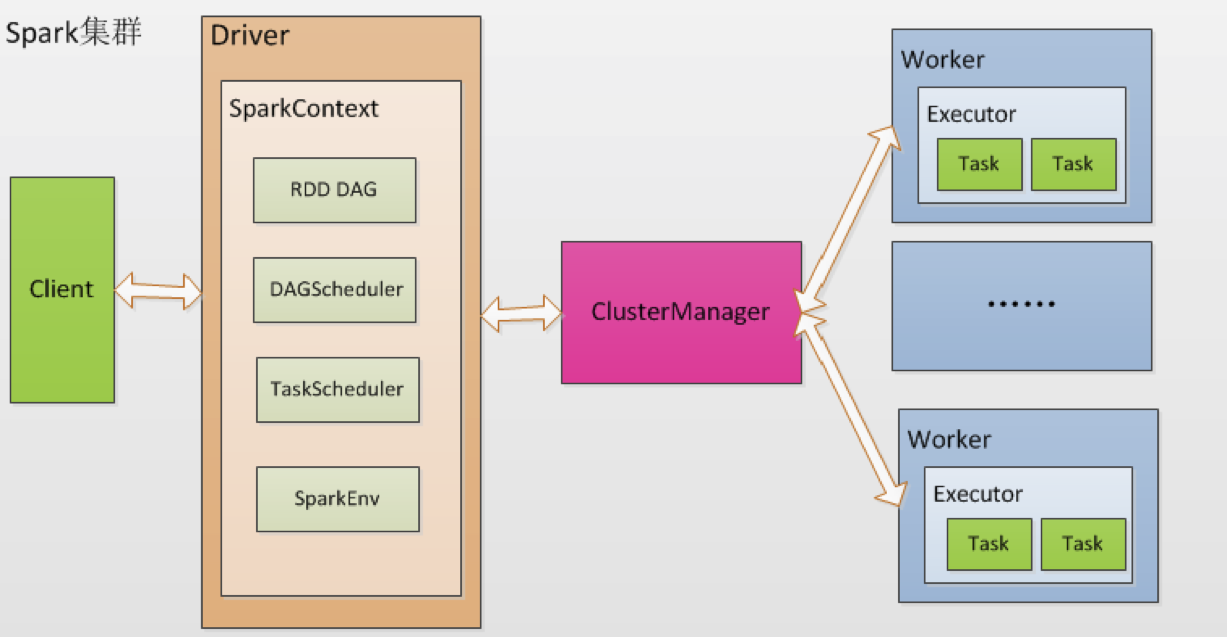 Spark集群
Driver
SparkContext
RDD DAG
DAGScheduler
TaskScheduler
SparkEnv
Client
ClusterManager
Worker
Executor
Task Task
......
Worker
Executor
Task Task